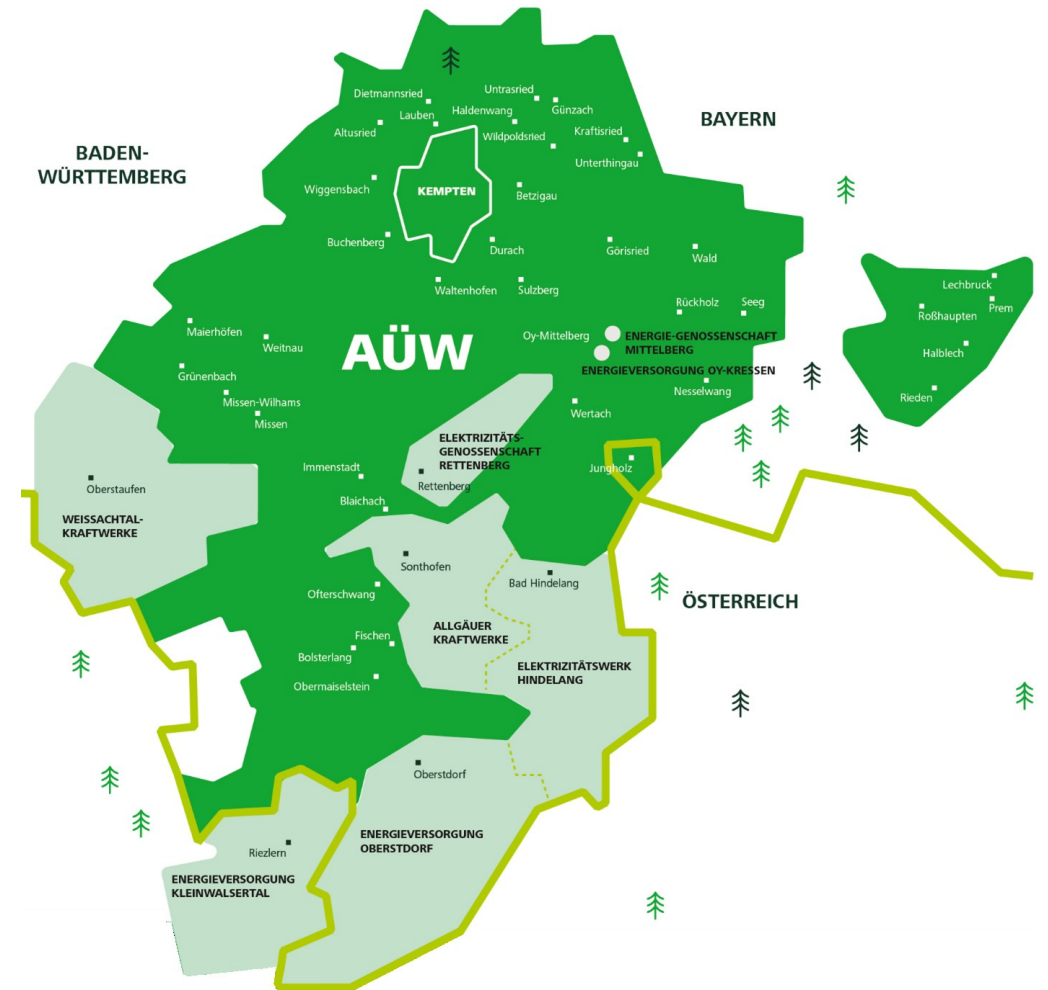 Dietmannsried
Untrasried
Lauben
Haldenwang
Günzach
BAYERN
Altusried
Wildpoldsried
Kraftisried
BADEN-
WÜRTTEMBERG
Unterthingau
Wiggensbach
KEMPTEN
Betzigau
Buchenberg
Durach
Görisried
Wald
Waltenhofen
Sulzberg
Lechbruck
Rückholz
Seeg
Roßhaupten
Prem
Maierhöfen
Weitnau
AÜW
Oy-Mittelberg
ENERGIE-GENOSSENSCHAFT
MITTELBERG
Halblech
Grünenbach
ENERGIEVERSORGUNG OY-KRESSEN
Nesselwang
Rieden
Missen-Wilhams
Missen
Wertach
ELEKTRIZITÄTS-
GENOSSENSCHAFT
RETTENBERG
Immenstadt
Jungholz
Rettenberg
Oberstaufen
Blaichach
WEISSACHTAL-
KRAFTWERKE
Sonthofen
Bad Hindelang
Ofterschwang
ÖSTERREICH
ALLGÄUER
KRAFTWERKE
Fischen
Bolsterlang
ELEKTRIZITÄTSWERK
HINDELANG
Obermaiselstein
Oberstdorf
ENERGIEVERSORGUNG
OBERSTDORF
Riezlern
ENERGIEVERSORGUNG
KLEINWALSERTAL